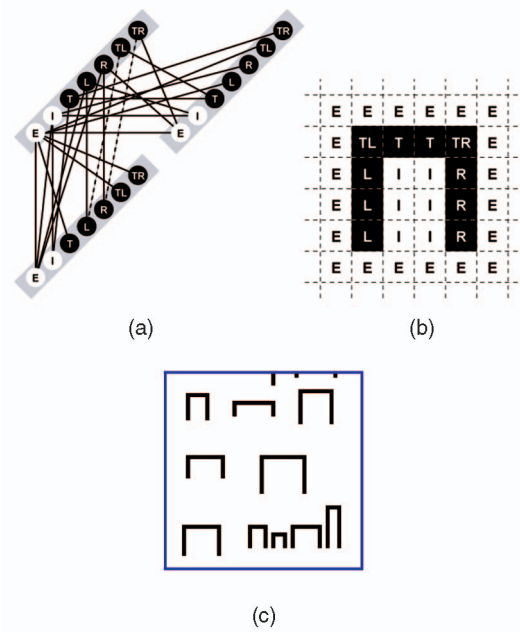 TR TR
TL TL
R R
L L
T T
I I
E E
TR
TL
R
L
T
I
E
E E E E E E
E TL T T TR E
E L I I R E
E L I I R E
E L I I R E
E E E E E E
(a) (b)
(c)